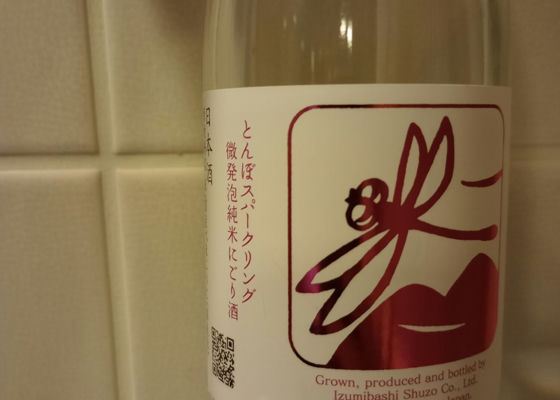 とんぼスパークリング
微発泡純米にごり酒
日本酒
Grown, produced and bottled by
Izumibashi Shuzo Co., Ltd.
Japan.